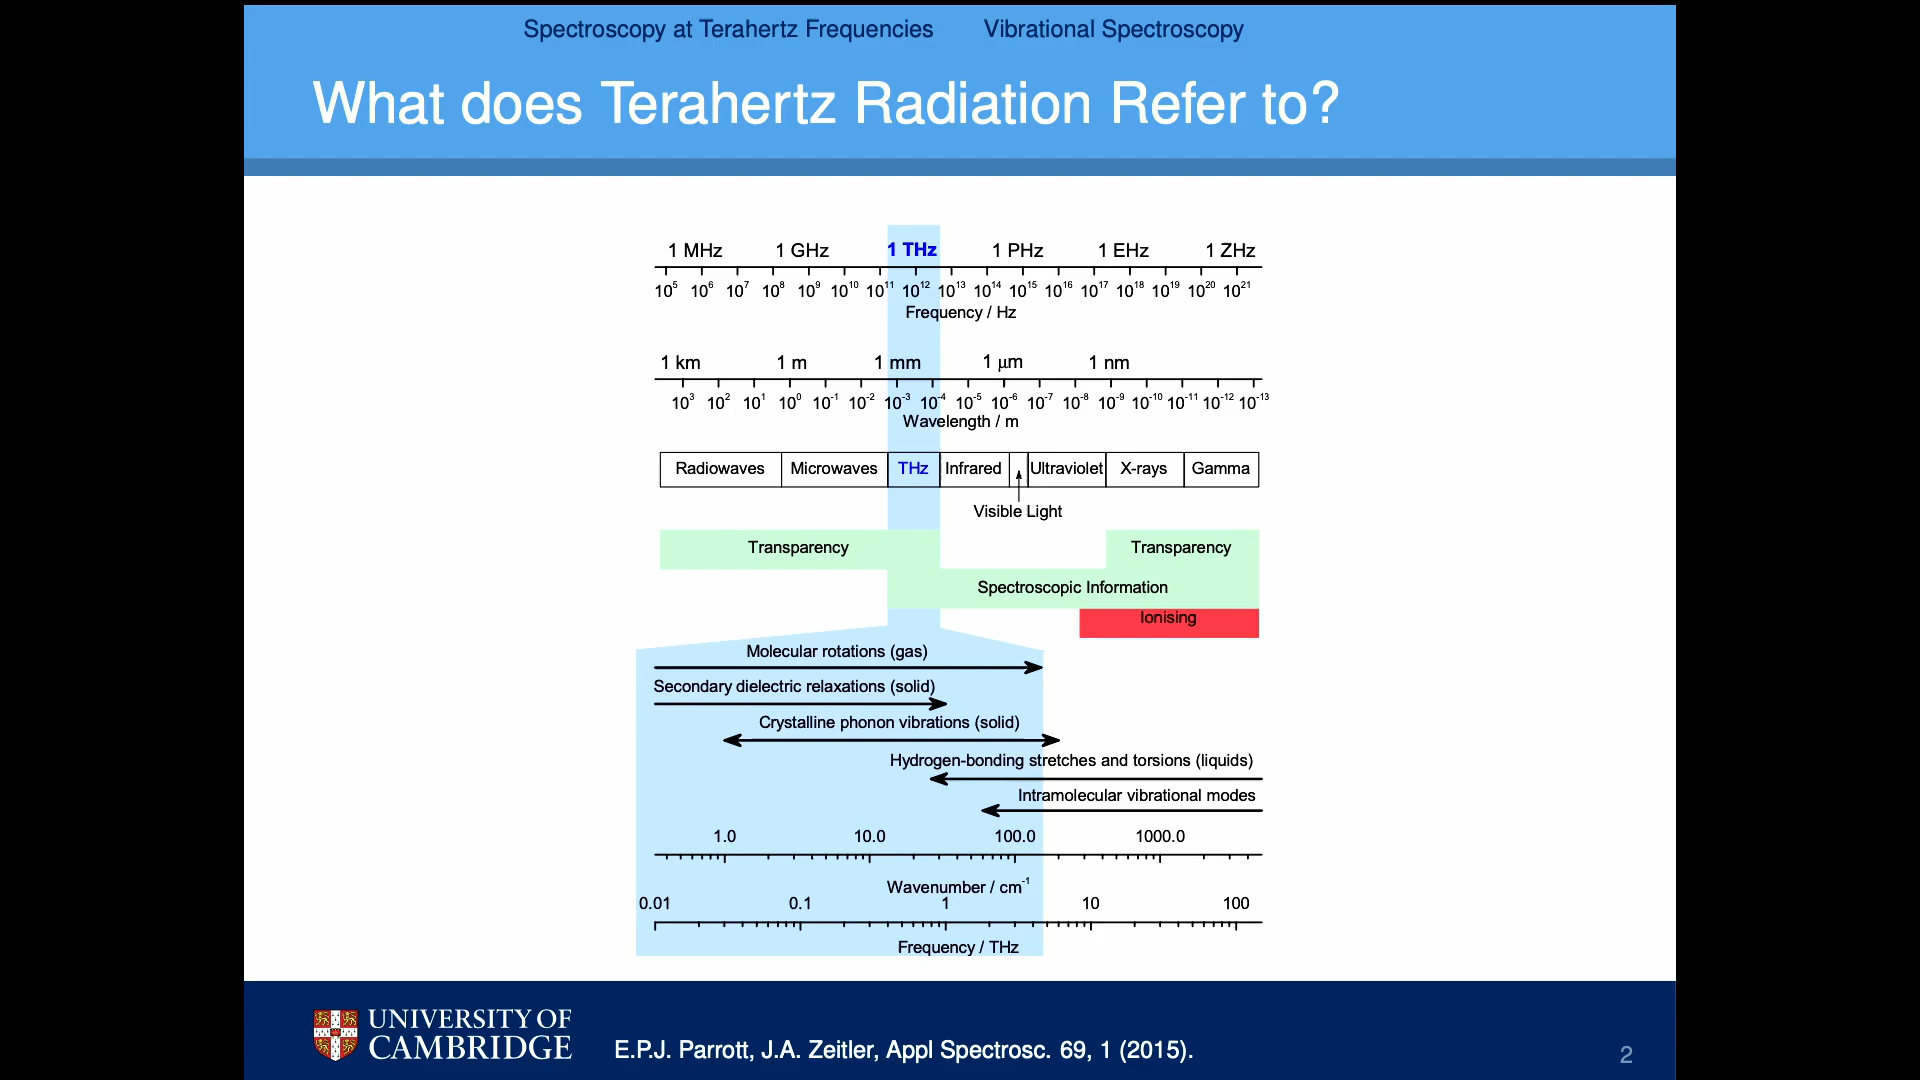 Spectroscopy at Terahertz Frequencies Vibrational Spectroscopy
What does Terahertz Radiation Refer to?
1 MHz 1 GHz 1 THz 1 PHz 1 EHz 1 ZHz
10⁵ 10⁶ 10⁷ 10⁸ 10⁹ 10¹⁰ 10¹¹ 10¹² 10¹³ 10¹⁴ 10¹⁵ 10¹⁶ 10¹⁷ 10¹⁸ 10¹⁹ 10²⁰ 10²¹
Frequency / Hz
1 km 1 m 1 mm 1 μm 1 nm
10³ 10² 10¹ 10⁰ 10⁻¹ 10⁻² 10⁻³ 10⁻⁴ 10⁻⁵ 10⁻⁶ 10⁻⁷ 10⁻⁸ 10⁻⁹ 10⁻¹⁰ 10⁻¹¹ 10⁻¹² 10⁻¹³
Wavelength / m
Radiowaves Microwaves THz Infrared Ultraviolet X-rays Gamma
Visible Light
Transparency Transparency
Spectroscopic Information
Ionising
Molecular rotations (gas)
Secondary dielectric relaxations (solid)
Crystalline phonon vibrations (solid)
Hydrogen-bonding stretches and torsions (liquids)
Intramolecular vibrational modes
1.0 10.0 100.0 1000.0
Wavenumber / cm⁻¹
0.01 0.1 1 10 100
Frequency / THz
UNIVERSITY OF
CAMBRIDGE
E.P.J. Parrott, J.A. Zeitler, Appl Spectrosc. 69, 1 (2015).
2